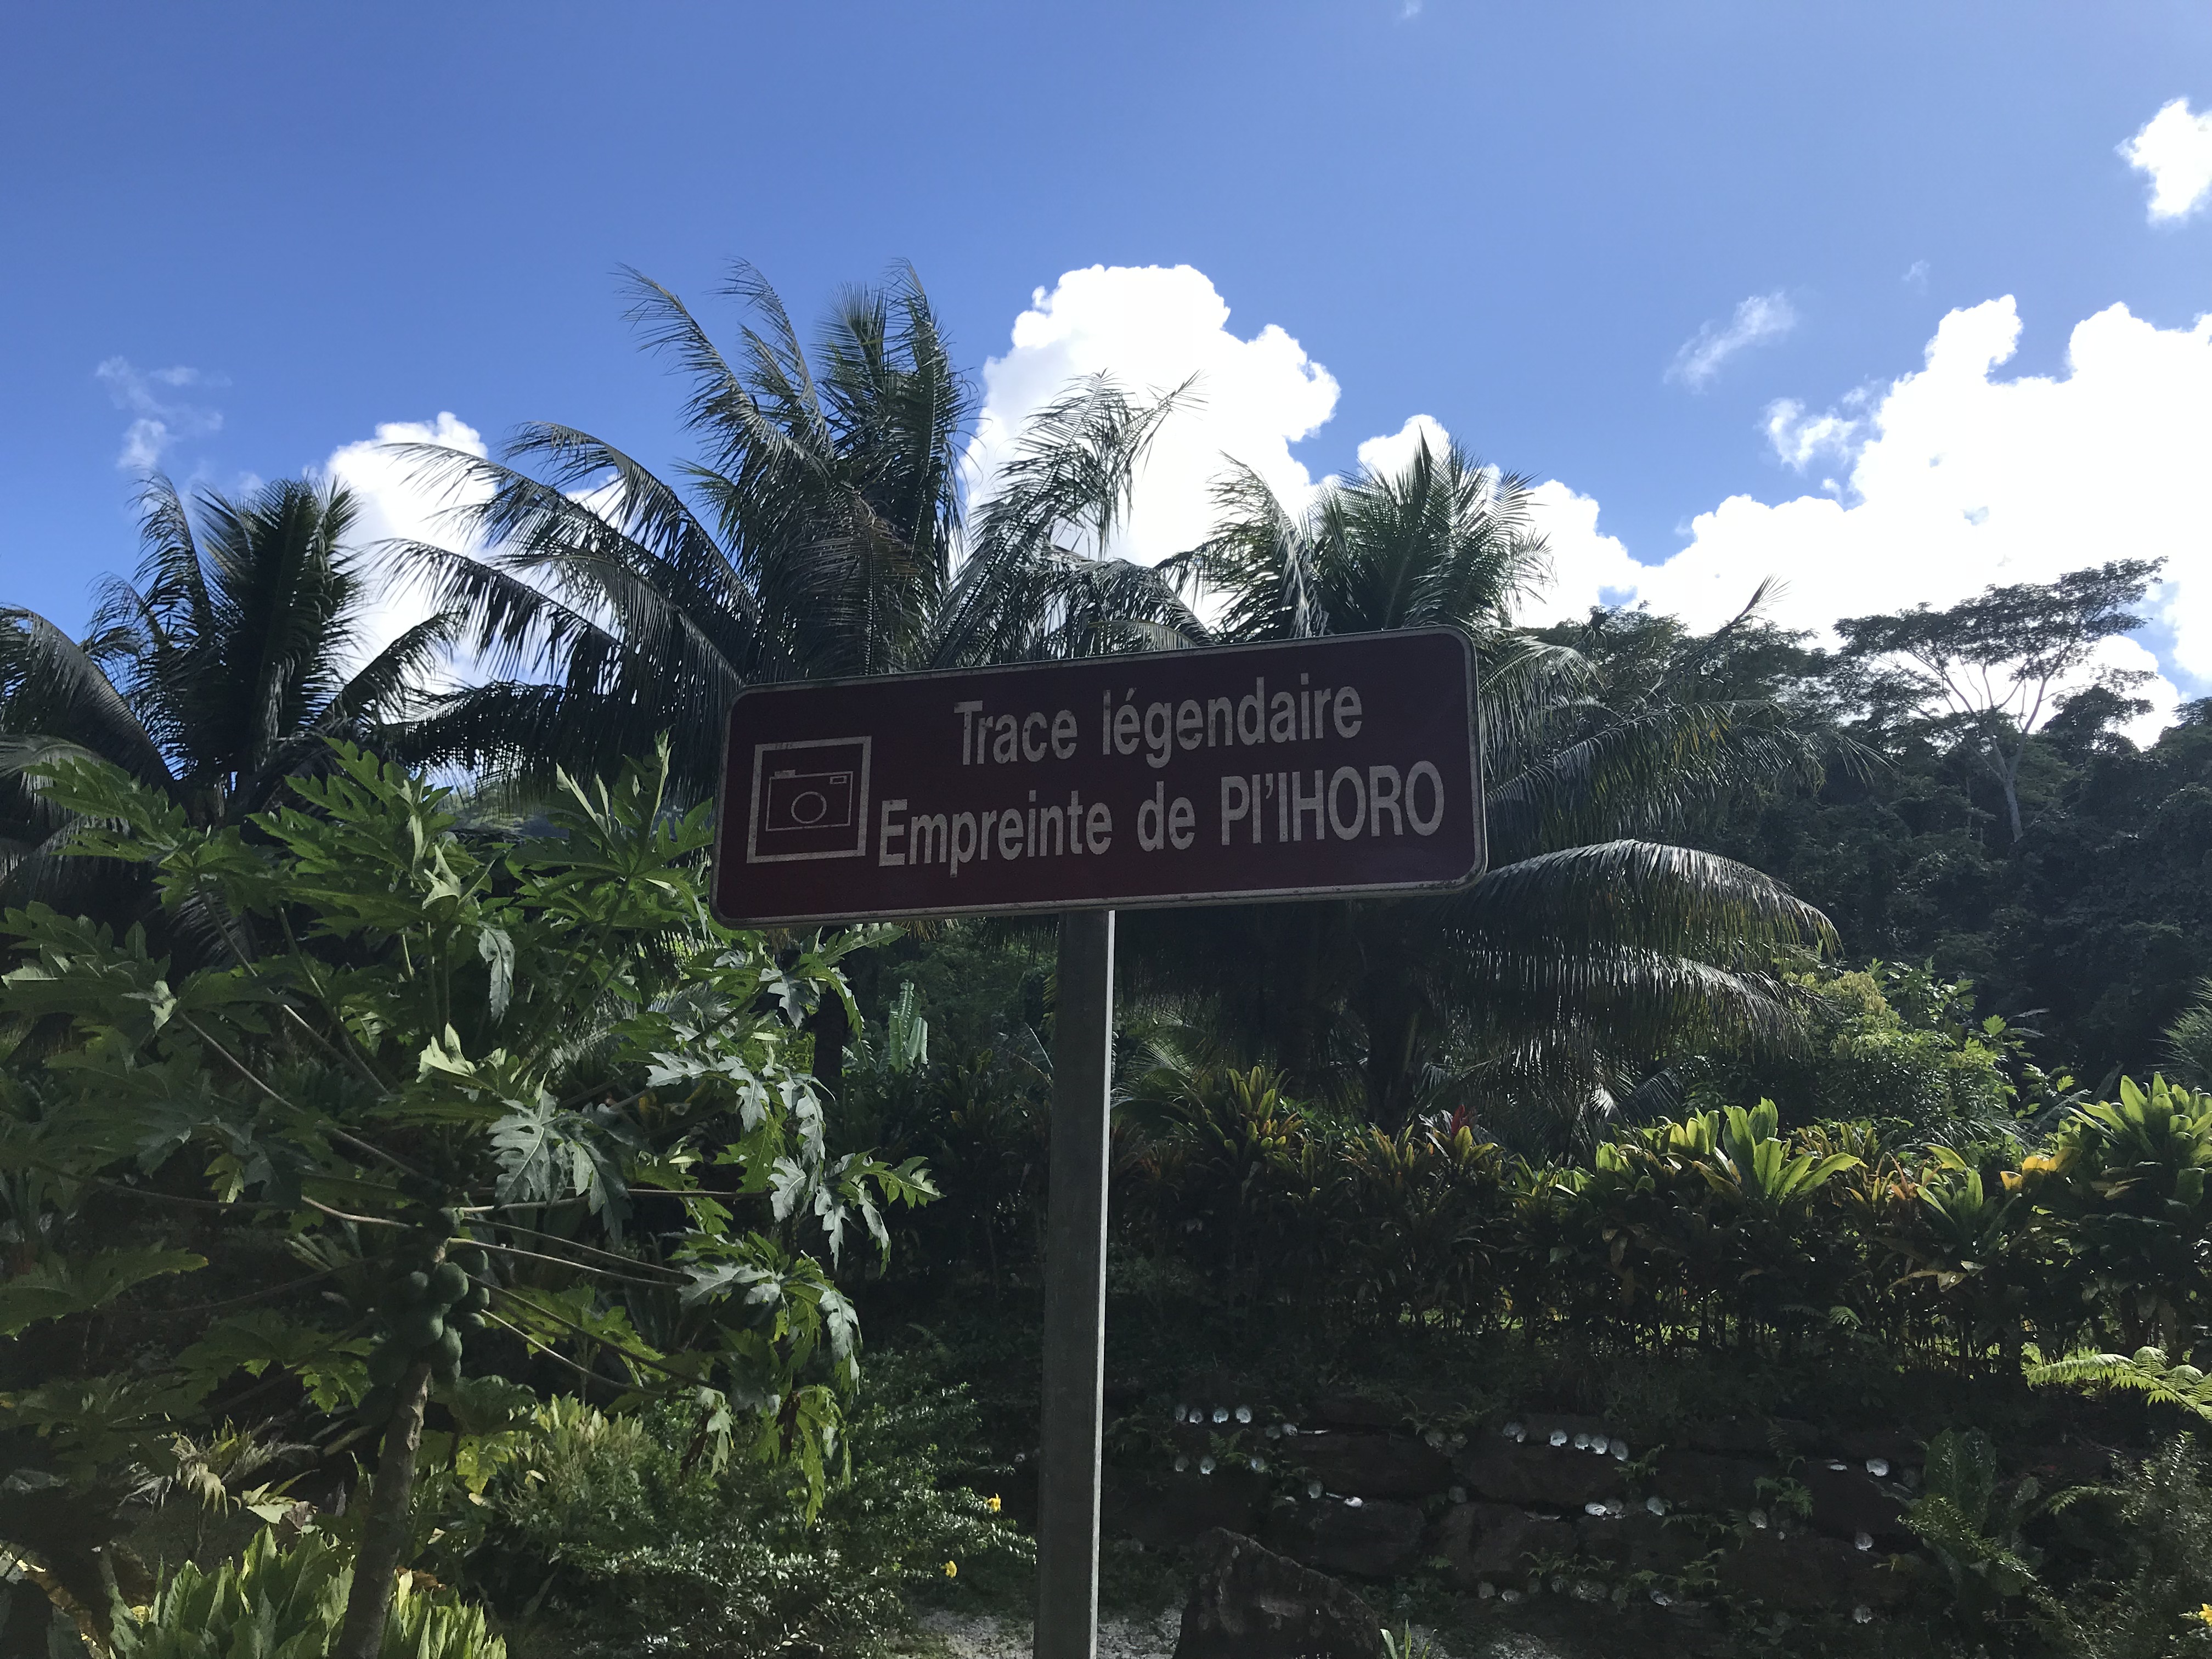 Trace légendaire
Empreinte de PI'IHORO